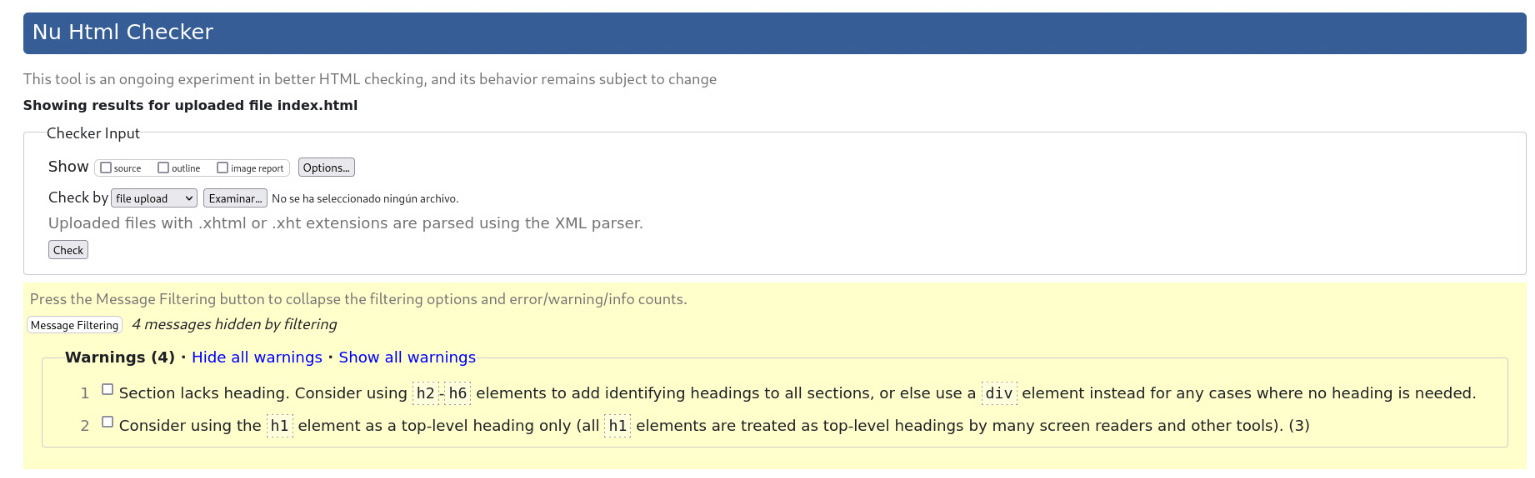 Nu Html Checker
This tool is an ongoing experiment in better HTML checking, and its behavior remains subject to change
Showing results for uploaded file index.html
Checker Input
Show source outline image report Options...
Check by file upload Examinar... No se ha seleccionado ningún archivo.
Uploaded files with .xhtml or .xht extensions are parsed using the XML parser.
Check
Press the Message Filtering button to collapse the filtering options and error/warning/info counts.
Message Filtering 4 messages hidden by filtering
Warnings (4) · Hide all warnings · Show all warnings
1 Section lacks heading. Consider using h2-h6 elements to add identifying headings to all sections, or else use a div element instead for any cases where no heading is needed.
2 Consider using the h1 element as a top-level heading only (all h1 elements are treated as top-level headings by many screen readers and other tools). (3)